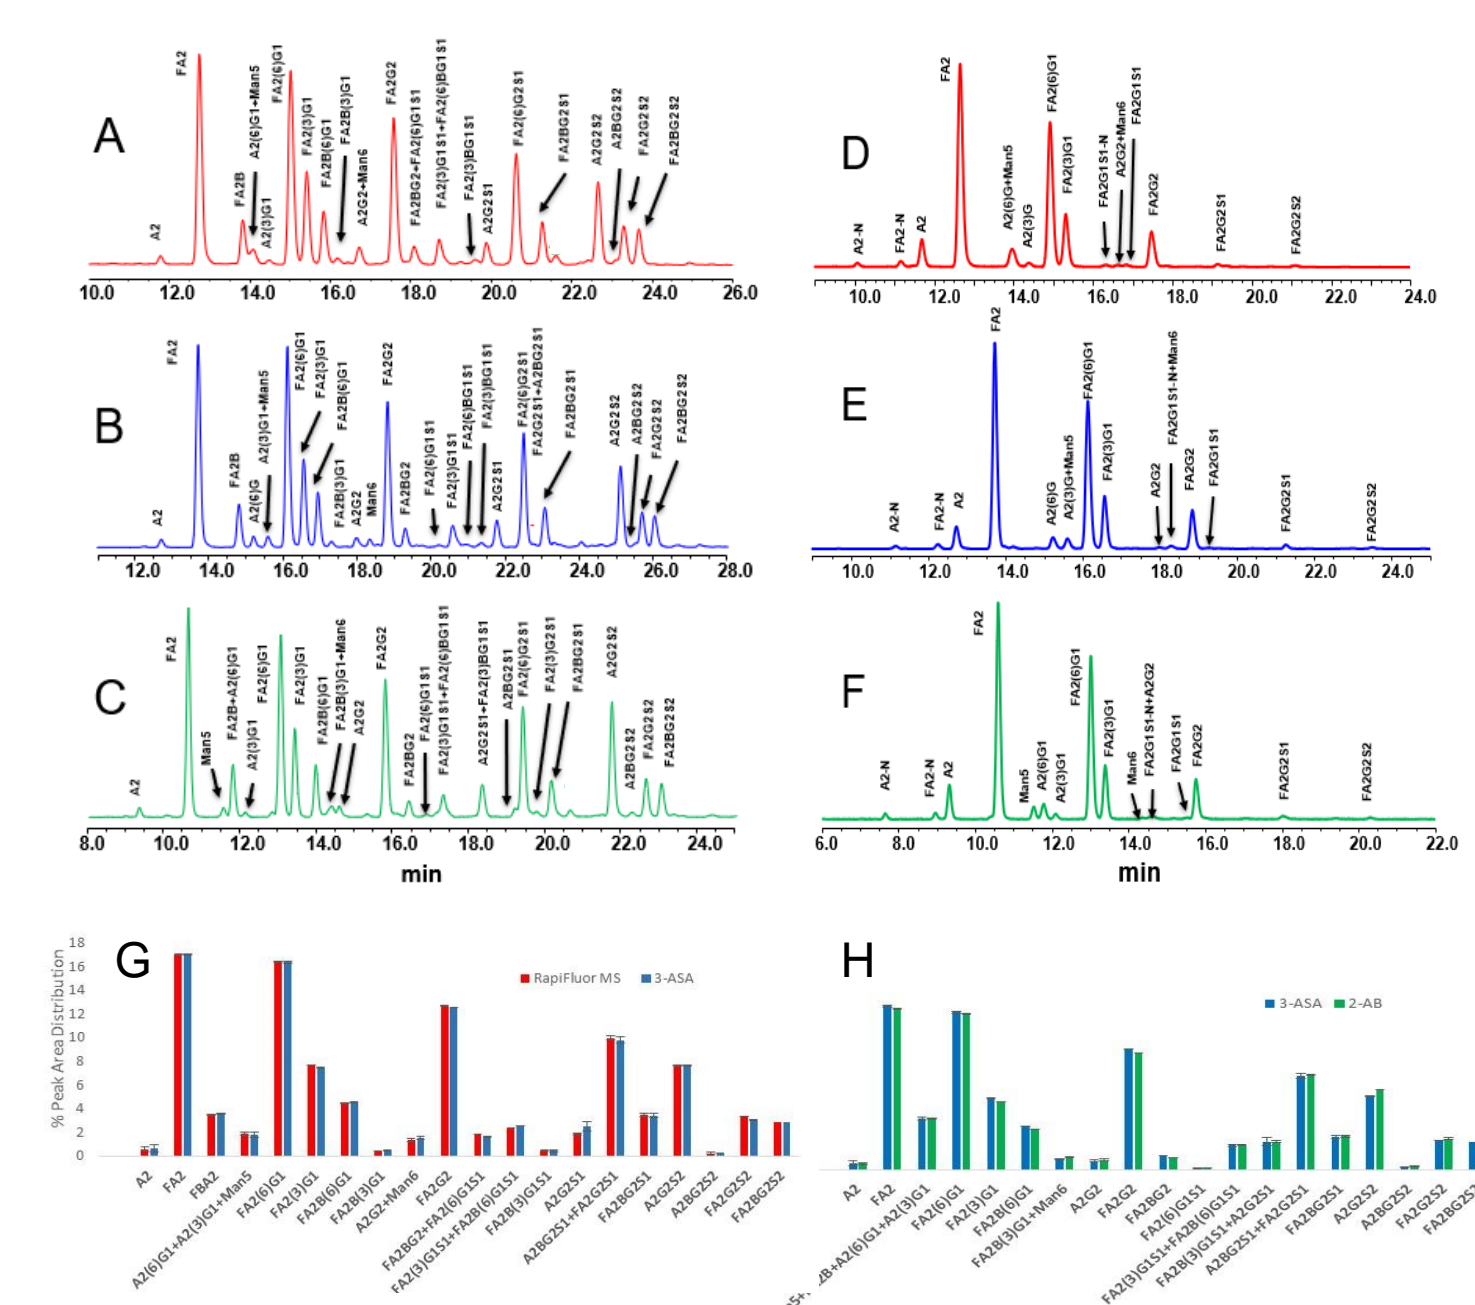 A
A2
FA2
FA2B
A2(6)G1+Man5
A2(3)G1
FA2(6)G1
FA2(3)G1
FA2B(6)G1
FA2B(3)G1
A2G2+Man6
FA2G2
FA2BG2+FA2(6)G1S1
FA2(3)G1S1+FA2(6)BG1S1
FA2(3)BG1S1
A2G2S1
FA2(6)G2S1
FA2BG2S1
A2G2S2
A2BG2S2
FA2G2S2
FA2BG2S2
10.0 12.0 14.0 16.0 18.0 20.0 22.0 24.0 26.0
D
A2-N
FA2-N
A2
FA2
A2(6)G+Man5
A2(3)G
FA2(6)G1
FA2(3)G1
FA2G1S1-N
A2G2+Man6
FA2G1S1
FA2G2
FA2G2S1
FA2G2S2
10.0 12.0 14.0 16.0 18.0 20.0 22.0 24.0
B
A2
FA2
FA2B
A2(6)G
A2(3)G1+Man5
FA2(6)G1
FA2(3)G1
FA2B(6)G1
FA2B(3)G1
A2G2
Man6
FA2G2
FA2BG2
FA2(6)G1S1
FA2(3)G1S1
FA2(6)BG1S1
FA2(3)BG1S1
A2G2S1
FA2(6)G2S1
FA2G2S1+A2BG2S1
FA2BG2S1
A2G2S2
A2BG2S2
FA2G2S2
FA2BG2S2
12.0 14.0 16.0 18.0 20.0 22.0 24.0 26.0 28.0
E
A2-N
FA2-N
A2
FA2
A2(6)G
A2(3)G+Man5
FA2(6)G1
FA2(3)G1
A2G2
FA2G1S1-N+Man6
FA2G2
FA2G1S1
FA2G2S1
FA2G2S2
10.0 12.0 14.0 16.0 18.0 20.0 22.0 24.0
C
A2
FA2
Man5
FA2B+A2(6)G1
A2(3)G1
FA2(6)G1
FA2(3)G1
FA2B(6)G1
FA2B(3)G1+Man6
A2G2
FA2G2
FA2BG2
FA2(6)G1S1
FA2(3)G1S1+FA2(6)BG1S1
A2G2S1+FA2(3)BG1S1
A2BG2S1
FA2(6)G2S1
FA2(3)G2S1
FA2BG2S1
A2G2S2
A2BG2S2
FA2G2S2
FA2BG2S2
8.0 10.0 12.0 14.0 16.0 18.0 20.0 22.0 24.0
min
F
A2-N
FA2-N
A2
FA2
Man5
A2(6)G1
A2(3)G1
FA2(6)G1
FA2(3)G1
Man6
FA2G1S1-N+A2G2
FA2G1S1
FA2G2
FA2G2S1
FA2G2S2
6.0 8.0 10.0 12.0 14.0 16.0 18.0 20.0 22.0
min
G
% Peak Area Distribution
18
16
14
12
10
8
6
4
2
0
RapiFluor MS 3-ASA
A2
FA2
FBA2
A2(6)G1+A2(3)G1+Man5
FA2(6)G1
FA2(3)G1
FA2B(6)G1
FA2B(3)G1
A2G2+Man6
FA2G2
FA2BG2+FA2(6)G1S1
FA2(3)G1S1+FA2B(6)G1S1
FA2B(3)G1S1
A2G2S1
A2BG2S1+FA2G2S1
FA2BG2S1
A2G2S2
A2BG2S2
FA2G2S2
FA2BG2S2
H
3-ASA 2-AB
A2
FA2
2B+A2(6)G1+A2(3)G1
FA2(6)G1
FA2(3)G1
FA2B(6)G1
FA2B(3)G1+Man6
A2G2
FA2G2
FA2BG2
FA2(6)G1S1
FA2(3)G1S1+FA2B(6)G1S1
FA2B(3)G1S1+A2G2S1
A2BG2S1+FA2G2S1
FA2BG2S1
A2G2S2
A2BG2S2
FA2G2S2
FA2BG2S2